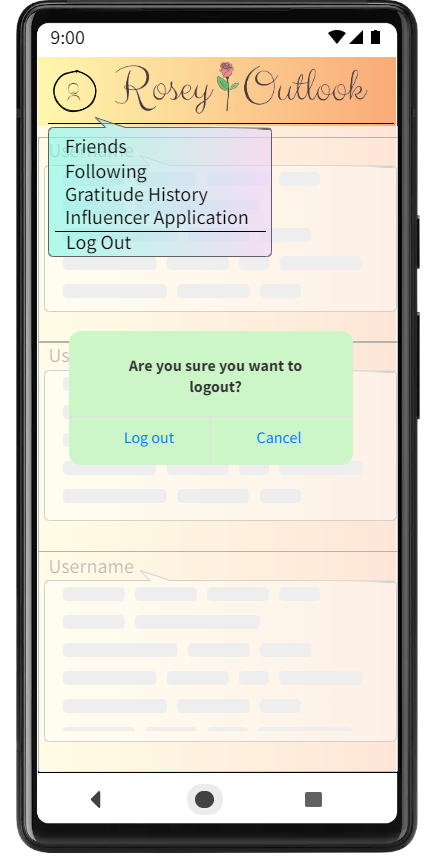 9:00
Rosey Outlook
Username
Friends
Following
Gratitude History
Influencer Application
Log Out
Us
Are you sure you want to
logout?
Log out
Cancel
Username